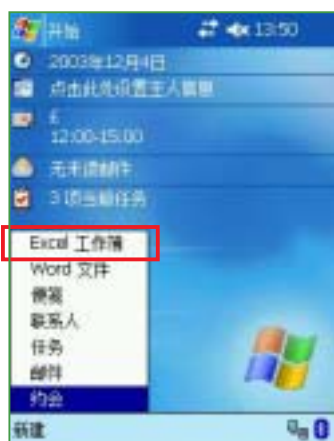 开始 13:50
2003年12月4日
点击此处设置主人信息
12:00-15:00
无未读邮件
3 项当前任务
Excel 工作簿
Word 文件
便笺
联系人
任务
邮件
约会
新建